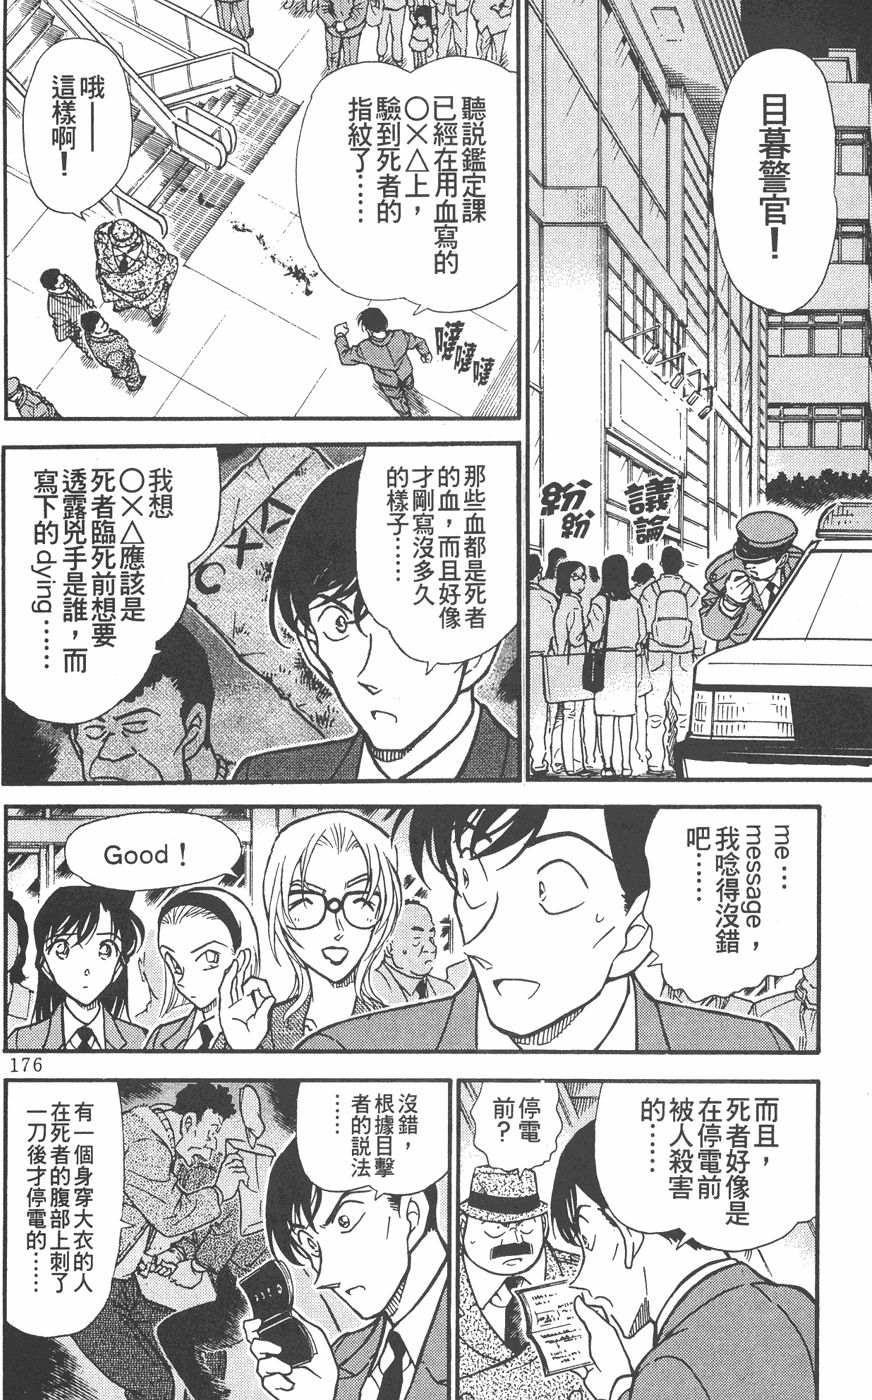 目暮警官！
議論
紛紛
聽説鑑定課
已經在用血寫的
○×△上，
驗到死者的
指紋了……
噠噠噠
哦——
這樣啊！
那些血都是死者
的血，而且好像
才剛寫沒多久
的樣子……
我想
○×△應該是
死者臨死前想要
透露兇手是誰，而
寫下的dying……
me…
message，
我唸得沒錯
吧……
Good！
而且，
死者好像是
在停電前
被人殺害
的……
停電
前？
沒錯，
根據目擊
者的説法
……
有一個身穿大衣的人
在死者的腹部上刺了
一刀後才停電的……
176